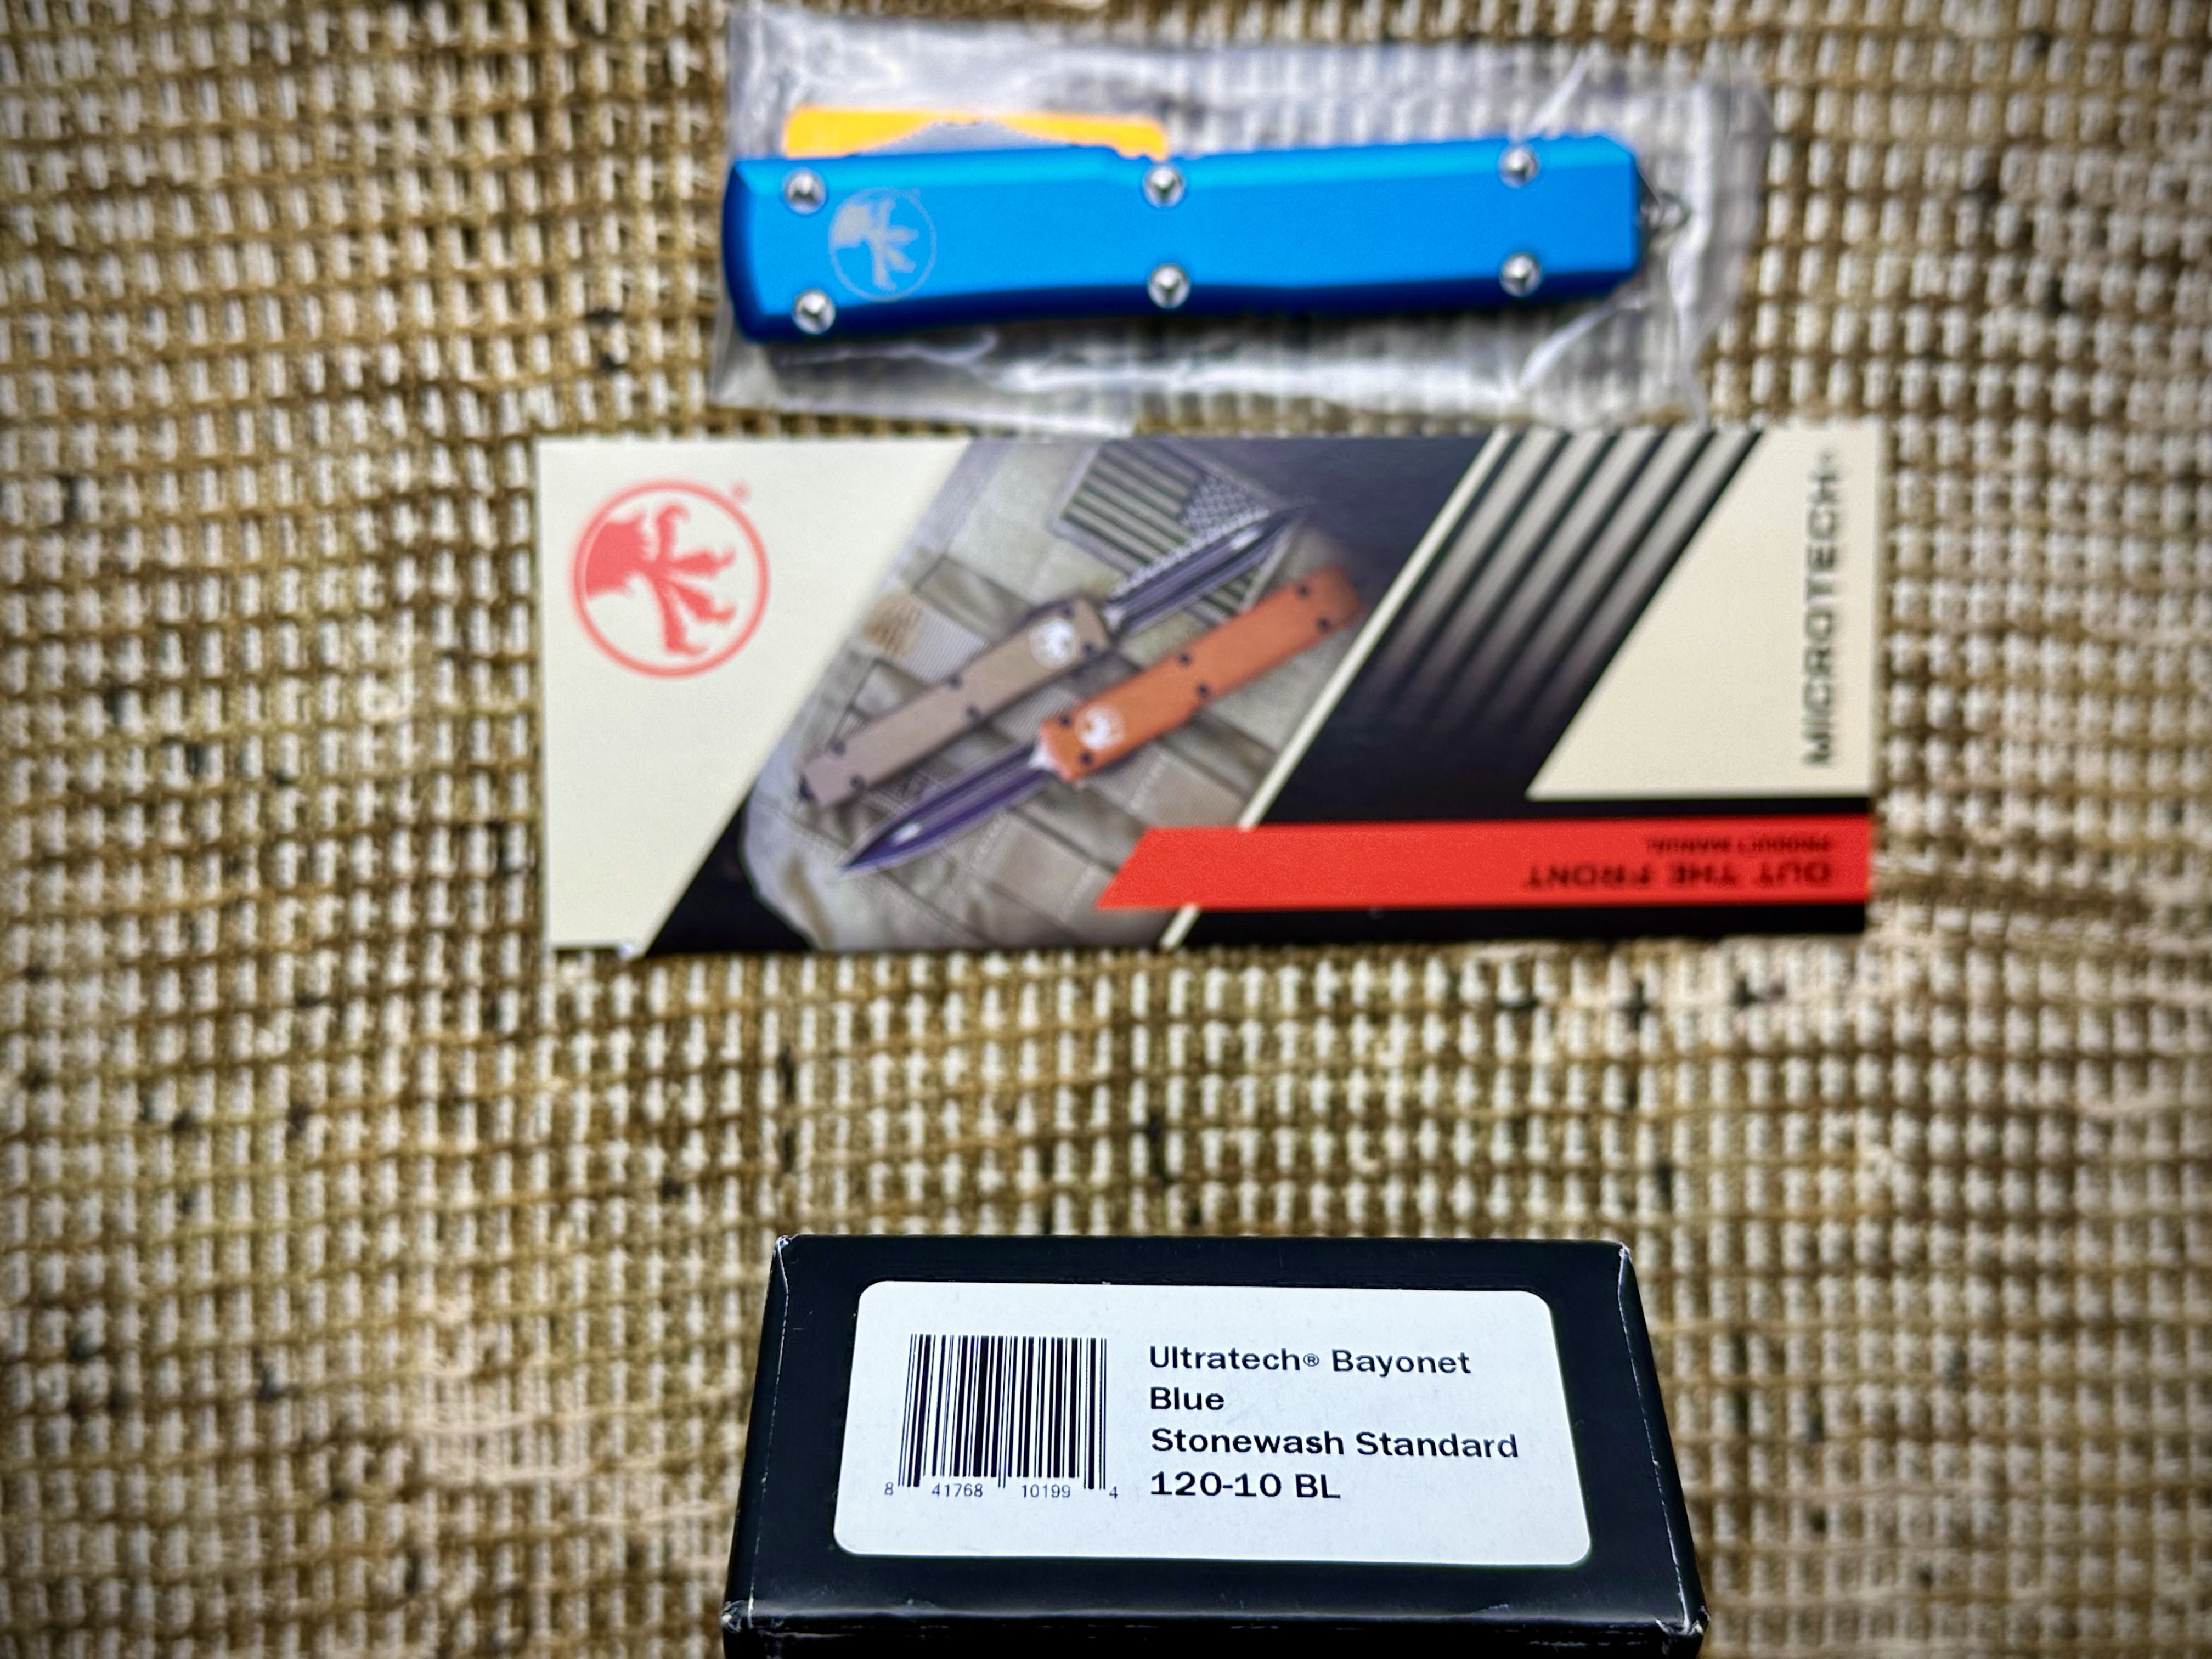 MICROTECH®
OUT THE FRONT
PRODUCT MANUAL
Ultratech® Bayonet
Blue
Stonewash Standard
120-10 BL
8 41768 10199 4